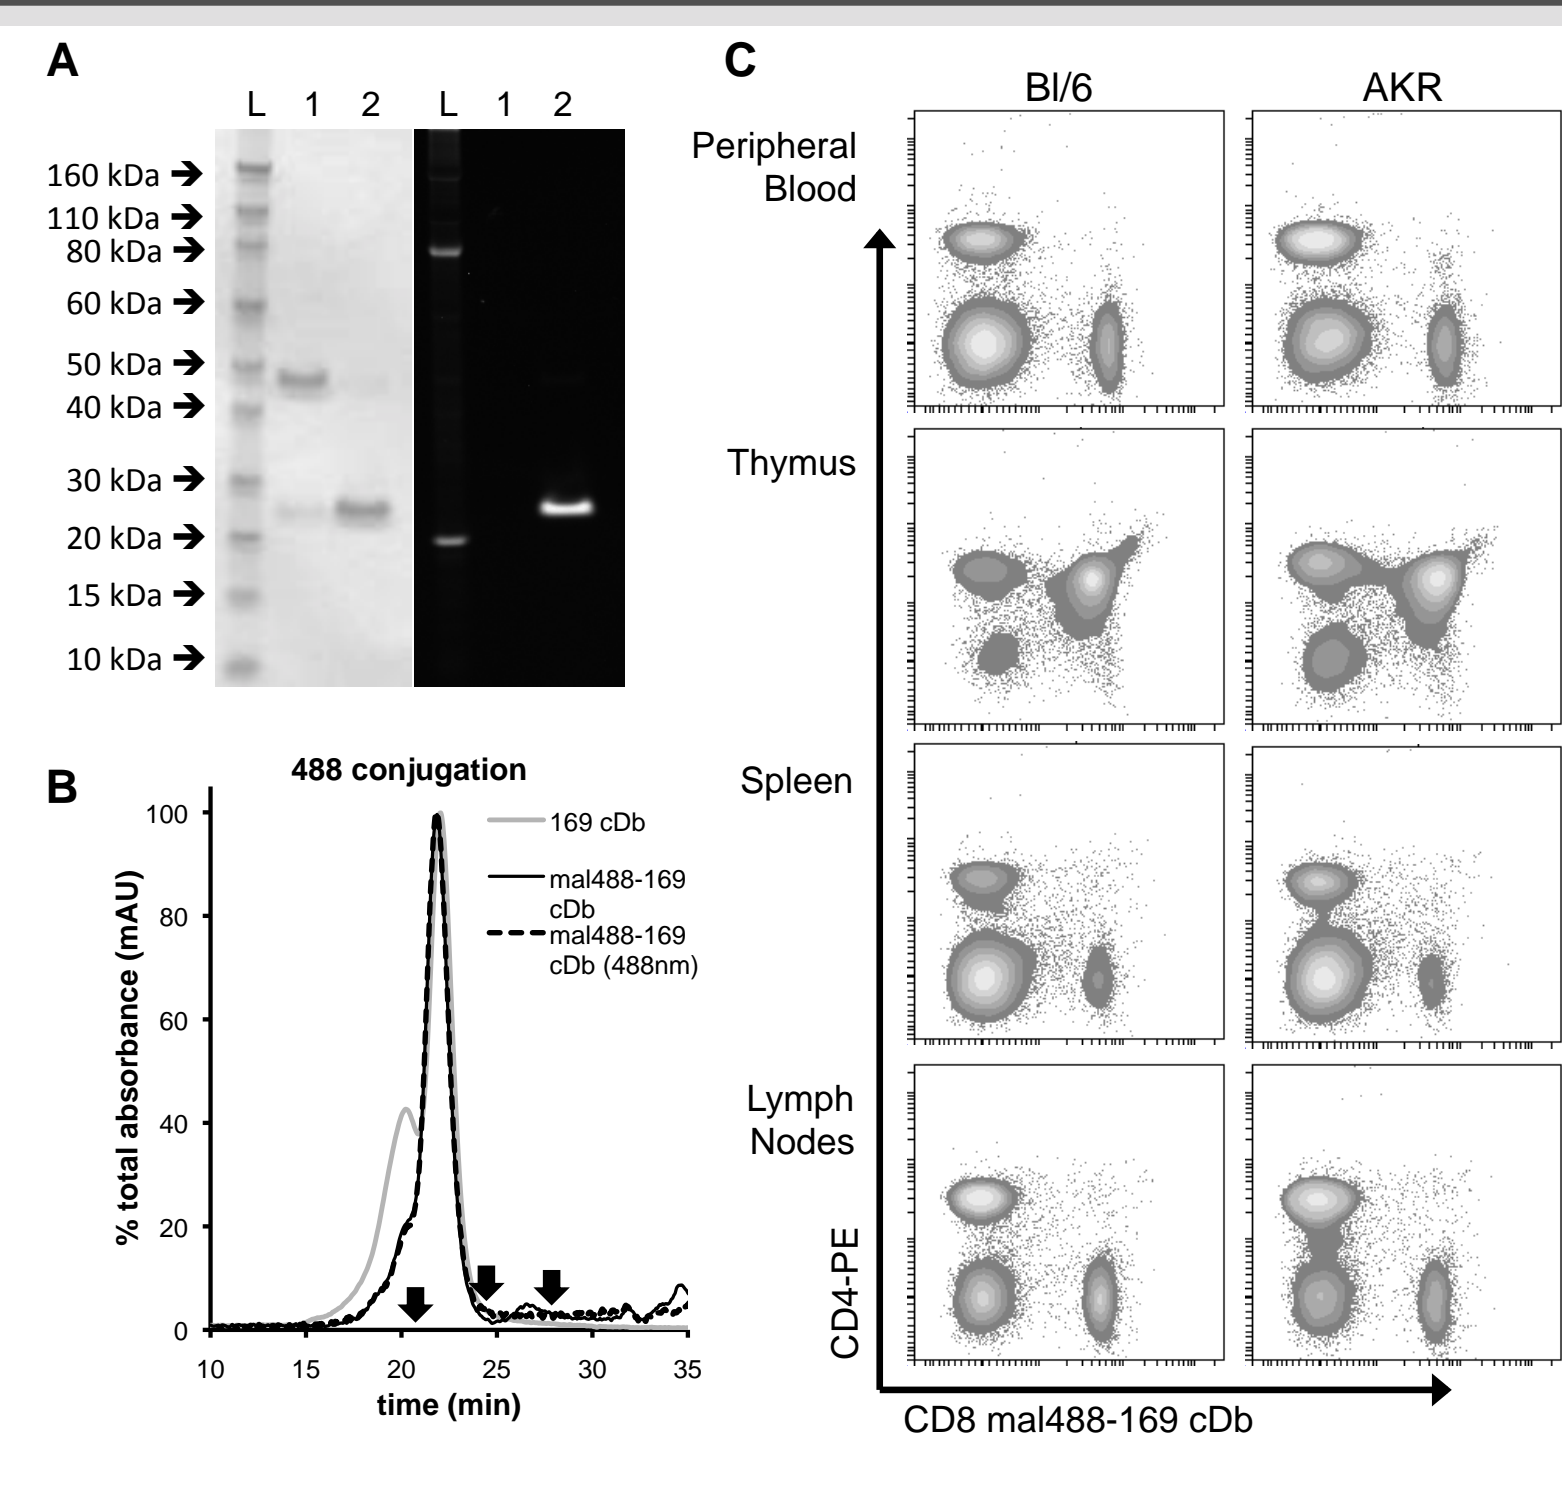 A
L 1 2 L 1 2
160 kDa
110 kDa
80 kDa
60 kDa
50 kDa
40 kDa
30 kDa
20 kDa
15 kDa
10 kDa
B
488 conjugation
169 cDb
mal488-169
cDb
mal488-169
cDb (488nm)
% total absorbance (mAU)
100
80
60
40
20
0
10 15 20 25 30 35
time (min)
C
Bl/6 AKR
Peripheral
Blood
Thymus
Spleen
Lymph
Nodes
CD4-PE
CD8 mal488-169 cDb